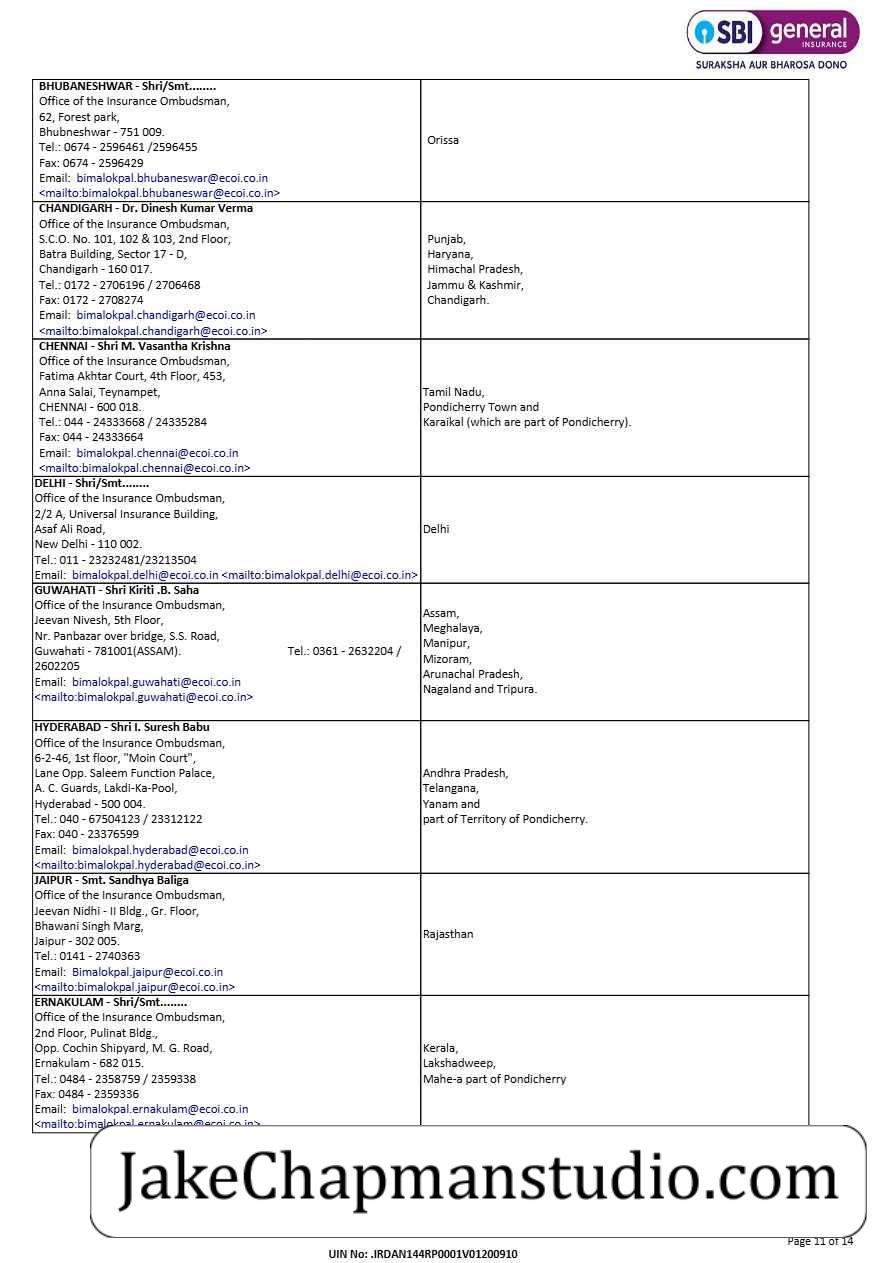 SBI general
INSURANCE
SURAKSHA AUR BHAROSA DONO
BHUBANESHWAR - Shri/Smt........
Office of the Insurance Ombudsman,
62, Forest park,
Bhubneshwar - 751 009.
Tel.: 0674 - 2596461 /2596455
Fax: 0674 - 2596429
Email: bimalokpal.bhubaneswar@ecoi.co.in
<mailto:bimalokpal.bhubaneswar@ecoi.co.in>
Orissa
CHANDIGARH - Dr. Dinesh Kumar Verma
Office of the Insurance Ombudsman,
S.C.O. No. 101, 102 & 103, 2nd Floor,
Batra Building, Sector 17 - D,
Chandigarh - 160 017.
Tel.: 0172 - 2706196 / 2706468
Fax: 0172 - 2708274
Email: bimalokpal.chandigarh@ecoi.co.in
<mailto:bimalokpal.chandigarh@ecoi.co.in>
Punjab,
Haryana,
Himachal Pradesh,
Jammu & Kashmir,
Chandigarh.
CHENNAI - Shri M. Vasantha Krishna
Office of the Insurance Ombudsman,
Fatima Akhtar Court, 4th Floor, 453,
Anna Salai, Teynampet,
CHENNAI - 600 018.
Tel.: 044 - 24333668 / 24335284
Fax: 044 - 24333664
Email: bimalokpal.chennai@ecoi.co.in
<mailto:bimalokpal.chennai@ecoi.co.in>
Tamil Nadu,
Pondicherry Town and
Karaikal (which are part of Pondicherry).
DELHI - Shri/Smt........
Office of the Insurance Ombudsman,
2/2 A, Universal Insurance Building,
Asaf Ali Road,
New Delhi - 110 002.
Tel.: 011 - 23232481/23213504
Email: bimalokpal.delhi@ecoi.co.in <mailto:bimalokpal.delhi@ecoi.co.in>
Delhi
GUWAHATI - Shri Kiriti .B. Saha
Office of the Insurance Ombudsman,
Jeevan Nivesh, 5th Floor,
Nr. Panbazar over bridge, S.S. Road,
Guwahati - 781001(ASSAM). Tel.: 0361 - 2632204 /
2602205
Email: bimalokpal.guwahati@ecoi.co.in
<mailto:bimalokpal.guwahati@ecoi.co.in>
Assam,
Meghalaya,
Manipur,
Mizoram,
Arunachal Pradesh,
Nagaland and Tripura.
HYDERABAD - Shri I. Suresh Babu
Office of the Insurance Ombudsman,
6-2-46, 1st floor, "Moin Court",
Lane Opp. Saleem Function Palace,
A. C. Guards, Lakdi-Ka-Pool,
Hyderabad - 500 004.
Tel.: 040 - 67504123 / 23312122
Fax: 040 - 23376599
Email: bimalokpal.hyderabad@ecoi.co.in
<mailto:bimalokpal.hyderabad@ecoi.co.in>
Andhra Pradesh,
Telangana,
Yanam and
part of Territory of Pondicherry.
JAIPUR - Smt. Sandhya Baliga
Office of the Insurance Ombudsman,
Jeevan Nidhi - II Bldg., Gr. Floor,
Bhawani Singh Marg,
Jaipur - 302 005.
Tel.: 0141 - 2740363
Email: Bimalokpal.jaipur@ecoi.co.in
<mailto:bimalokpal.jaipur@ecoi.co.in>
Rajasthan
ERNAKULAM - Shri/Smt........
Office of the Insurance Ombudsman,
2nd Floor, Pulinat Bldg.,
Opp. Cochin Shipyard, M. G. Road,
Ernakulam - 682 015.
Tel.: 0484 - 2358759 / 2359338
Fax: 0484 - 2359336
Email: bimalokpal.ernakulam@ecoi.co.in
<mailto:bimalokpal.ernakulam@ecoi.co.in>
Kerala,
Lakshadweep,
Mahe-a part of Pondicherry
JakeChapmanstudio.com
Page 11 of 14
UIN No: .IRDAN144RP0001V01200910